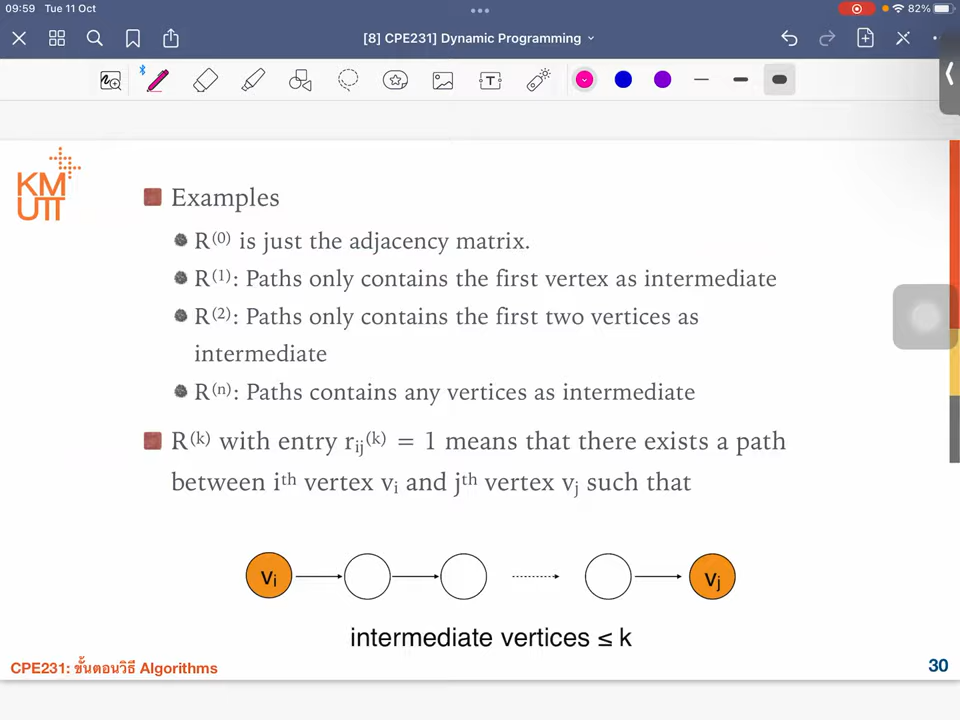 09:59 Tue 11 Oct
82%
[8] CPE231] Dynamic Programming
T
KM
UTT
Examples
R(0) is just the adjacency matrix.
R(1): Paths only contains the first vertex as intermediate
R(2): Paths only contains the first two vertices as
intermediate
R(n): Paths contains any vertices as intermediate
R(k) with entry rij(k) = 1 means that there exists a path
between ith vertex vi and jth vertex vj such that
vi
vj
intermediate vertices ≤ k
CPE231: ขั้นตอนวิธี Algorithms
30